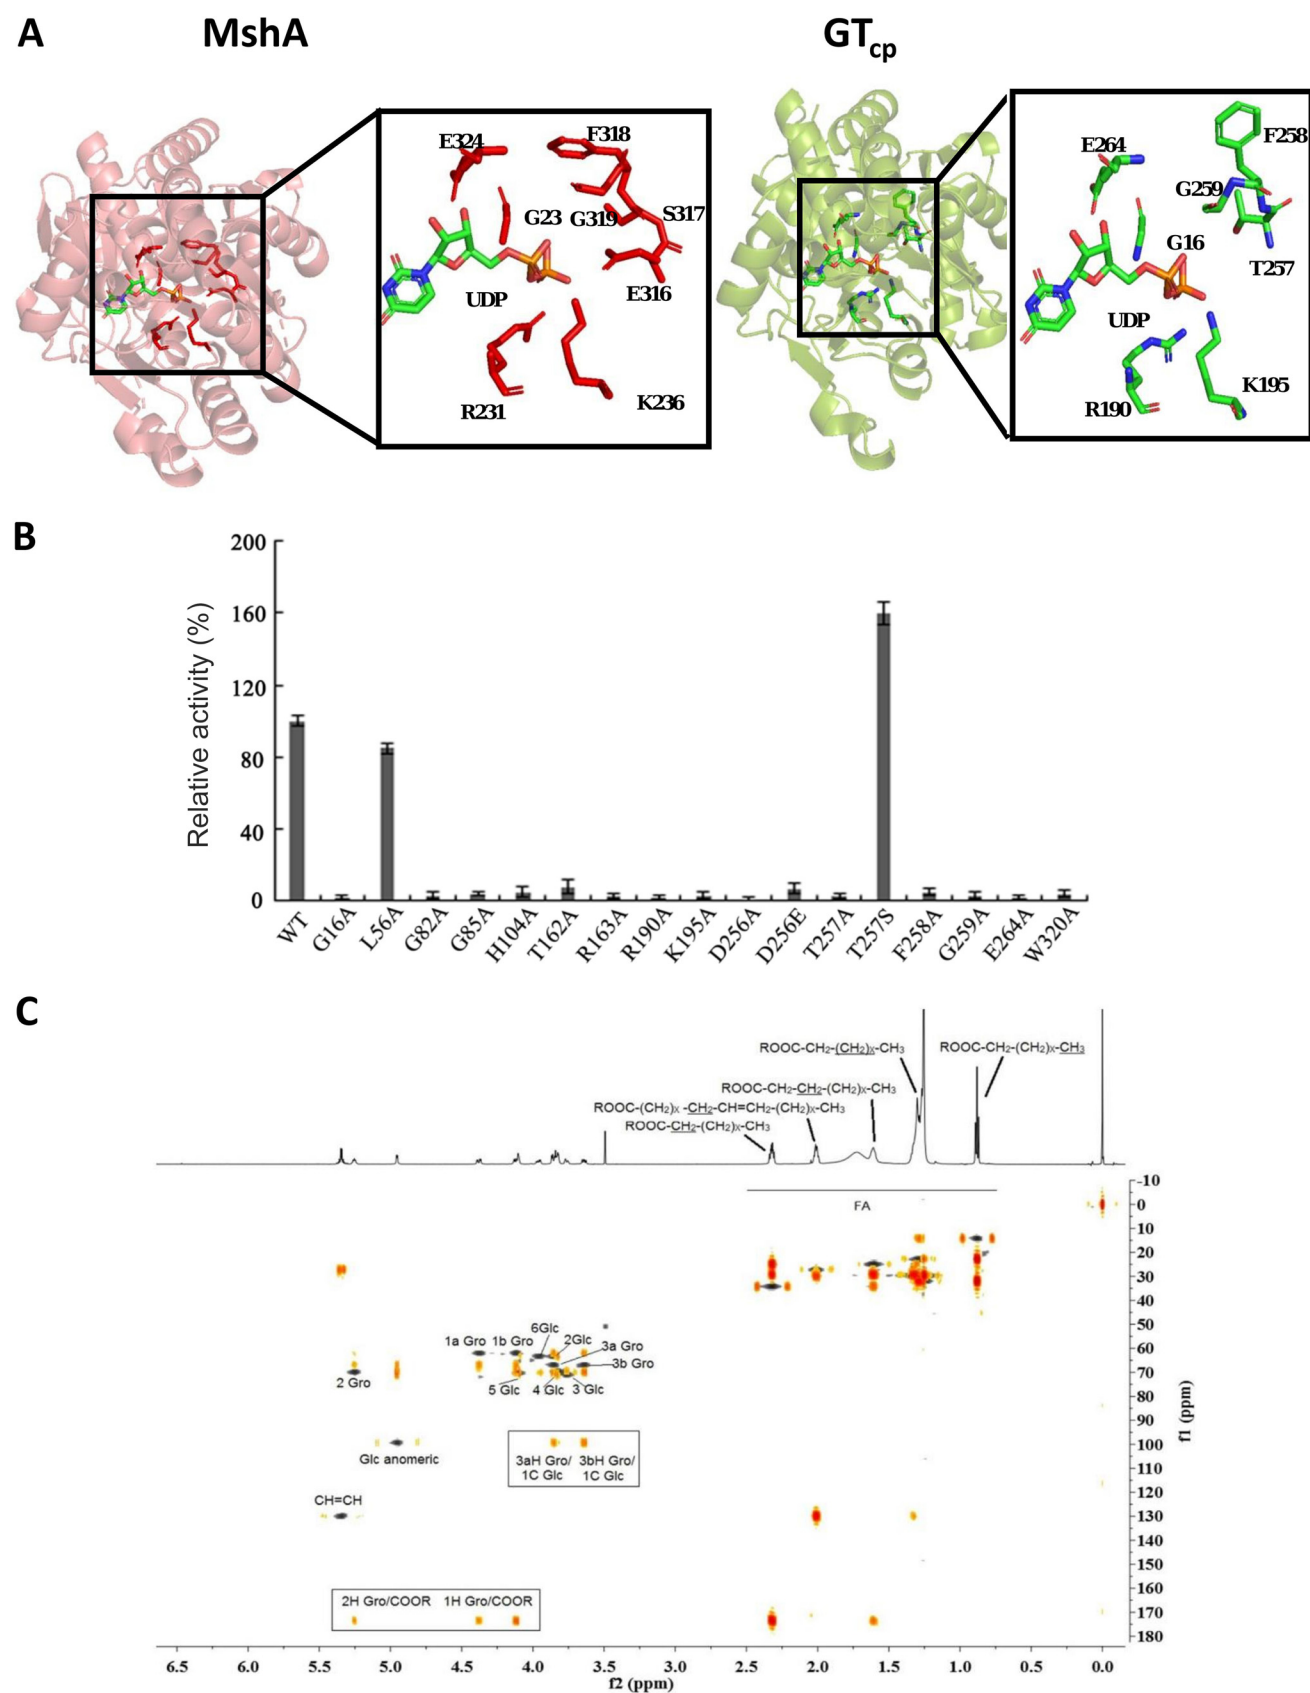 A
MshA
GTcp
E324
F318
G23
G319
S317
UDP
E316
R231
K236
E264
F258
G259
G16
T257
UDP
R190
K195
B
Relative activity (%)
200
160
120
80
40
0
WT
G16A
L56A
G82A
G85A
H104A
T162A
R163A
R190A
K195A
D256A
D256E
T257A
T257S
F258A
G259A
E264A
W320A
C
ROOC-CH2-(CH2)X-CH3
ROOC-CH2-(CH2)X-CH3
ROOC-CH2-CH2-(CH2)X-CH3
ROOC-(CH2)X -CH2-CH=CH2-(CH2)X-CH3
ROOC-CH2-(CH2)X-CH3
FA
-10
0
10
20
30
40
50
60
70
80
90
100
110
120
130
140
150
160
170
180
f1 (ppm)
6Glc
*
1a Gro
1b Gro
2Glc
3a Gro
3b Gro
2 Gro
5 Glc
4 Glc
3 Glc
Glc anomeric
3aH Gro/
1C Glc
3bH Gro/
1C Glc
CH=CH
2H Gro/COOR
1H Gro/COOR
6.5 6.0 5.5 5.0 4.5 4.0 3.5 3.0 2.5 2.0 1.5 1.0 0.5 0.0
f2 (ppm)